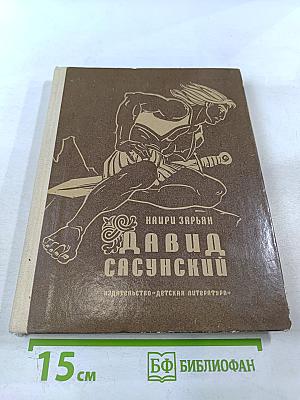 НАИРИ ЗАРЬЯН
ДАВИД
САСУНСКИЙ
ИЗДАТЕЛЬСТВО «ДЕТСКАЯ ЛИТЕРАТУРА»
15 см
БФ БИБЛИОФАН